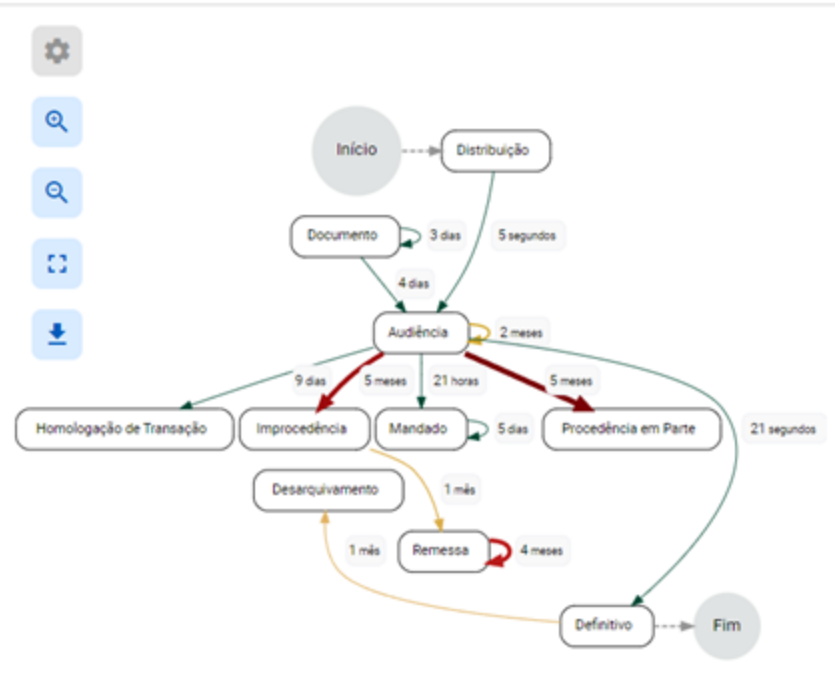 Início
Distribuição
Documento
3 dias
5 segundos
4 dias
Audiência
2 meses
9 dias
5 meses
21 horas
5 meses
Homologação de Transação
Improcedência
Mandado
5 dias
Procedência em Parte
21 segundos
Desarquivamento
1 mês
1 mês
Remessa
4 meses
Definitivo
Fim